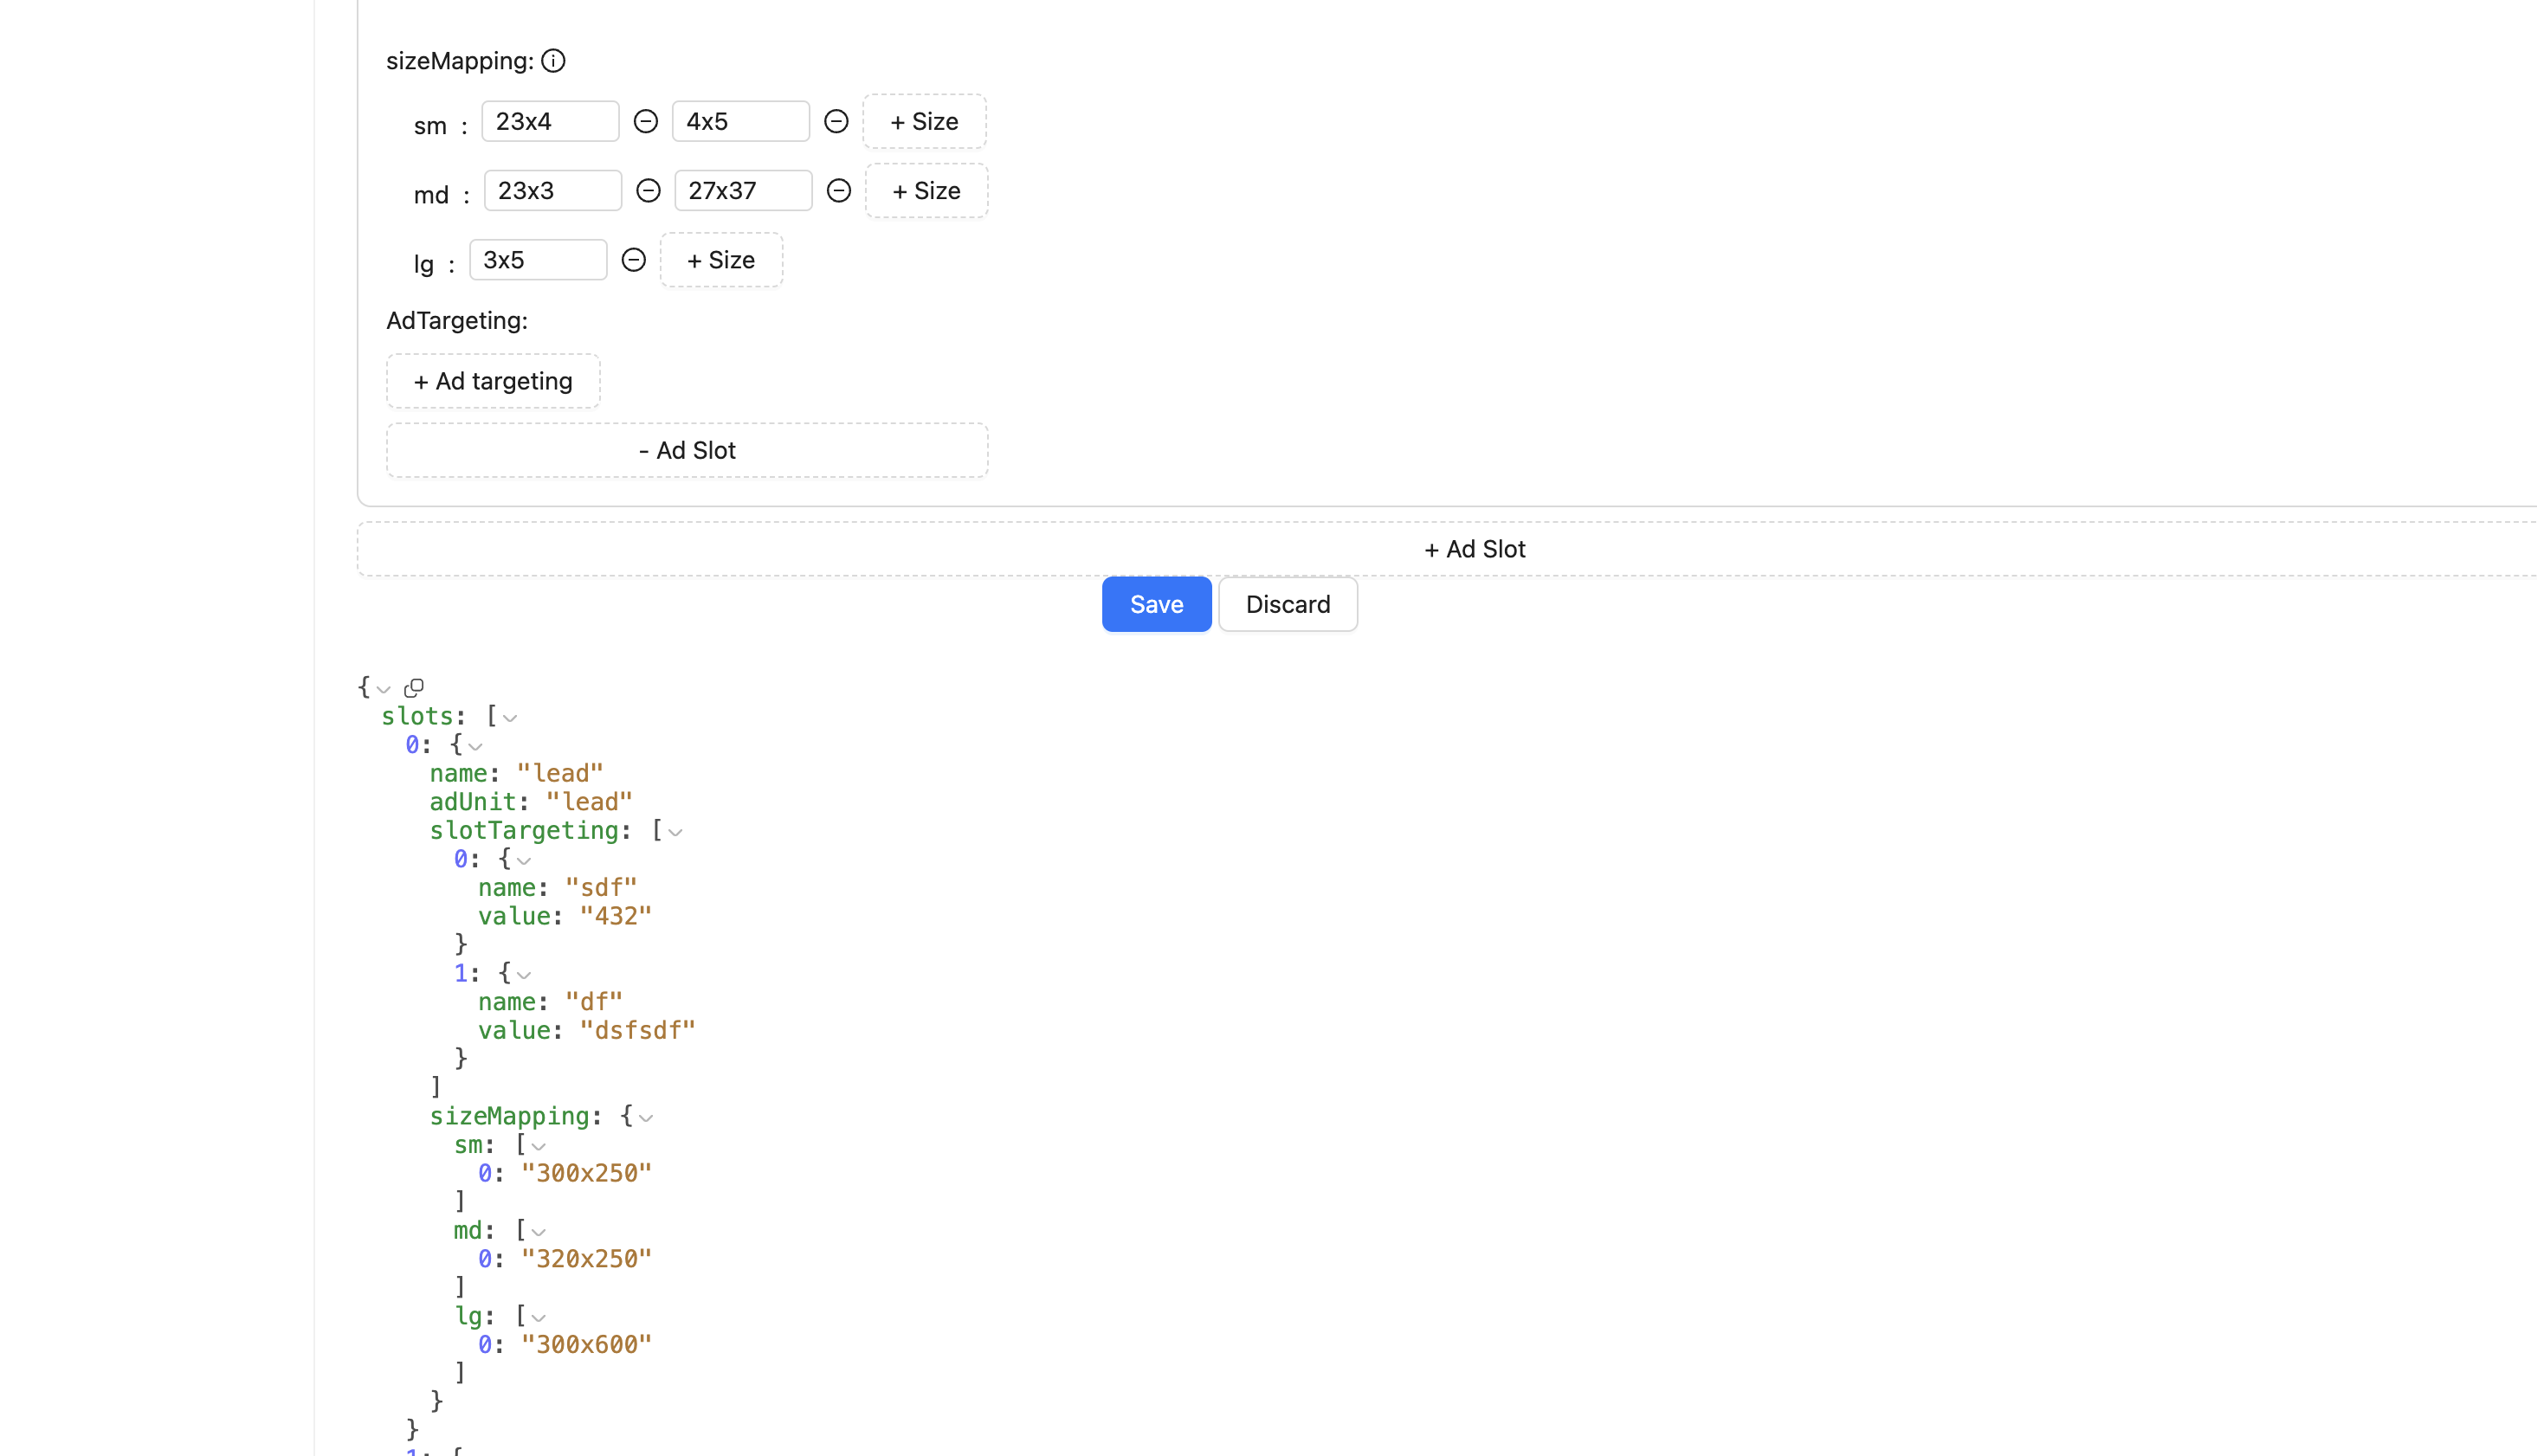 sizeMapping:
sm : 23x4 4x5 + Size
md : 23x3 27x37 + Size
lg : 3x5 + Size
AdTargeting:
+ Ad targeting
- Ad Slot
+ Ad Slot
Save Discard
{
slots: [
0: {
name: "lead"
adUnit: "lead"
slotTargeting: [
0: {
name: "sdf"
value: "432"
}
1: {
name: "df"
value: "dsfsdf"
}
]
sizeMapping: {
sm: [
0: "300x250"
]
md: [
0: "320x250"
]
lg: [
0: "300x600"
]
}
}
1: {